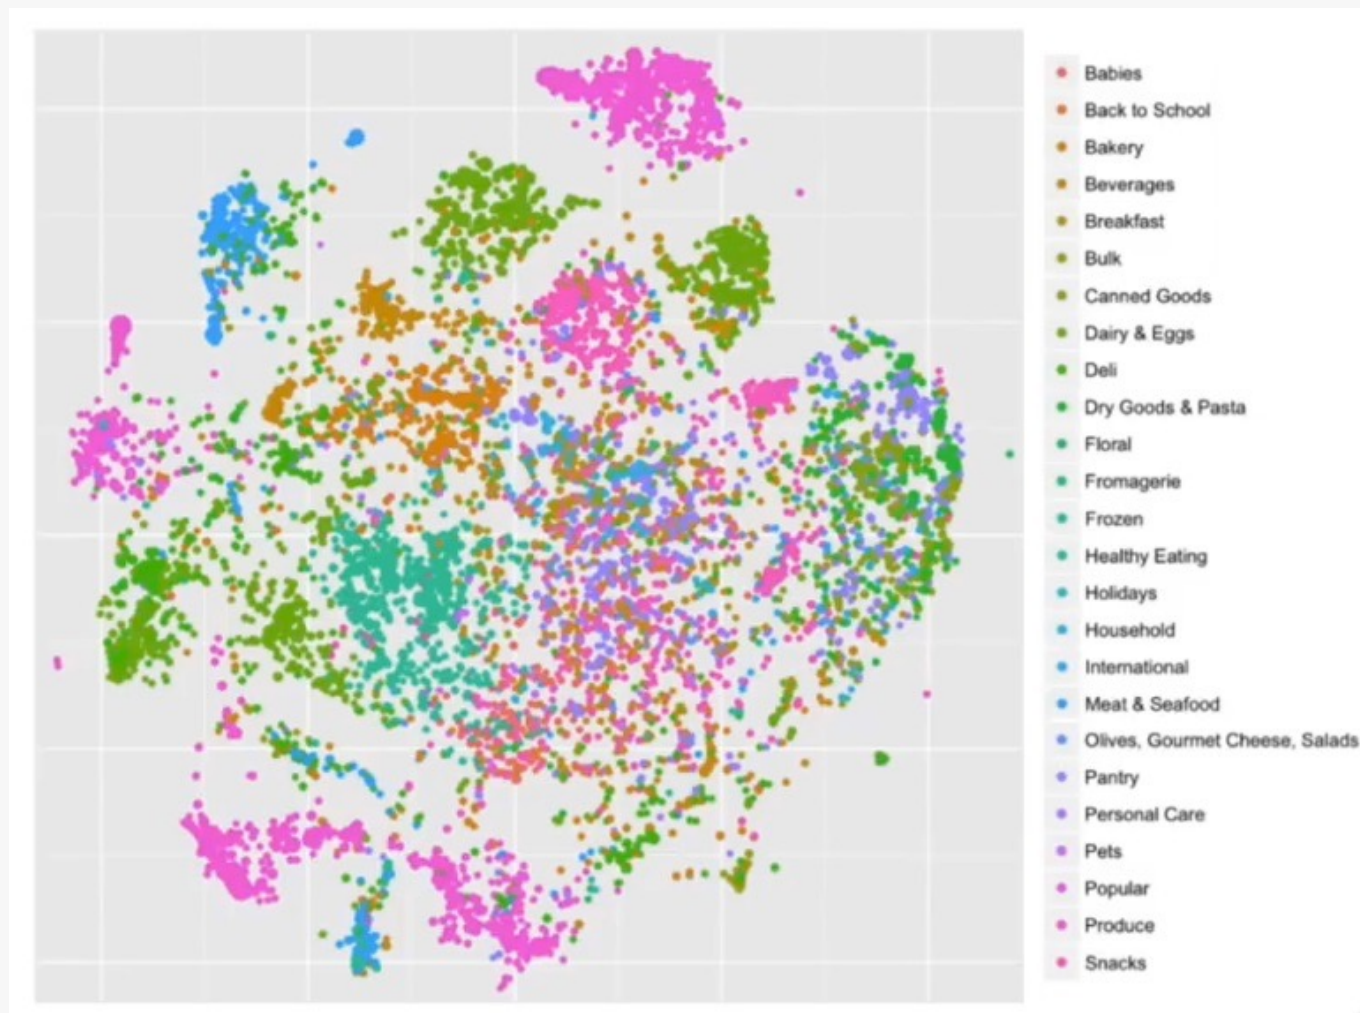 Babies
Back to School
Bakery
Beverages
Breakfast
Bulk
Canned Goods
Dairy & Eggs
Deli
Dry Goods & Pasta
Floral
Fromagerie
Frozen
Healthy Eating
Holidays
Household
International
Meat & Seafood
Olives, Gourmet Cheese, Salads
Pantry
Personal Care
Pets
Popular
Produce
Snacks